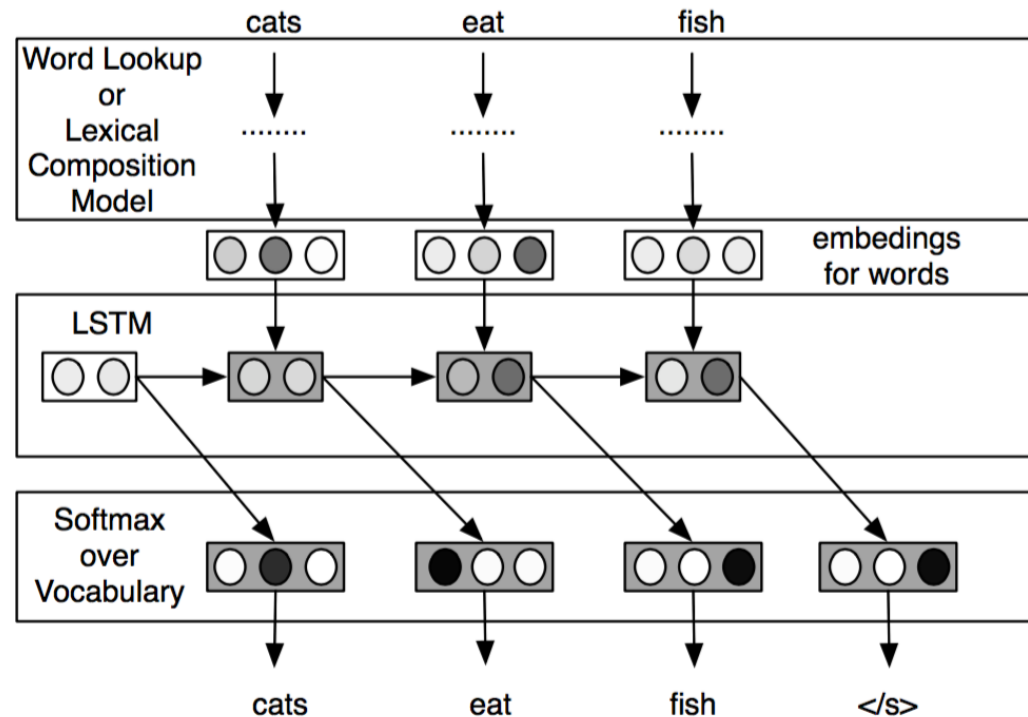 cats eat fish
Word Lookup
or
Lexical
Composition
Model
........ ........ ........
embedings
for words
LSTM
Softmax
over
Vocabulary
cats eat fish </s>